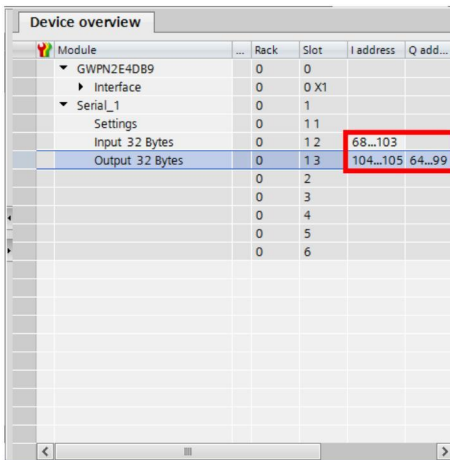 Device overview
Module ... Rack Slot I address Q add...
GWPN2E4DB9 0 0
Interface 0 0 X1
Serial_1 0 1
Settings 0 1 1
Input 32 Bytes 0 1 2 68...103
Output 32 Bytes 0 1 3 104...105 64...99
0 2
0 3
0 4
0 5
0 6